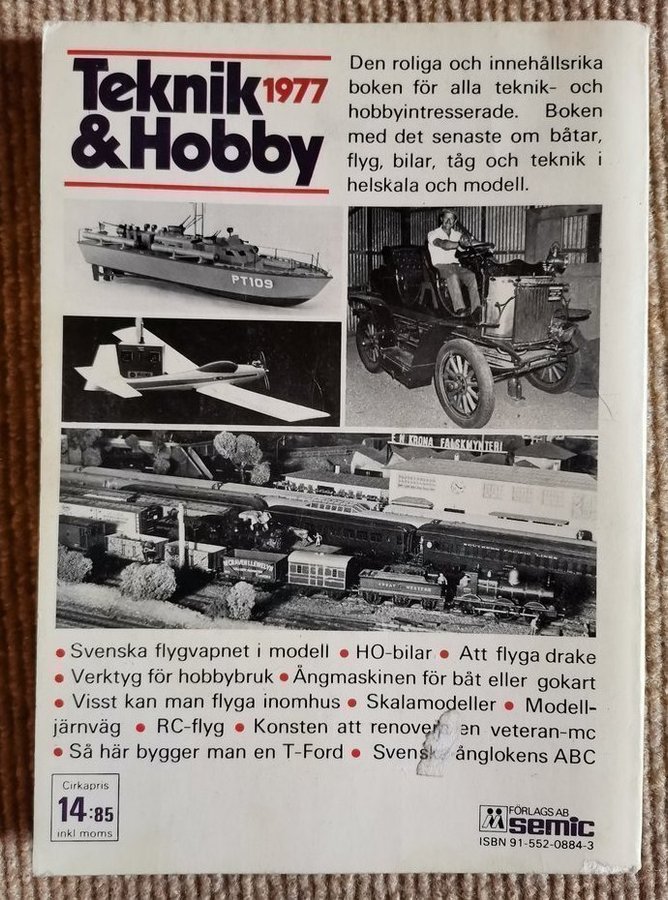 Teknik 1977
& Hobby
Den roliga och innehållsrika
boken för alla teknik- och
hobbyintresserade. Boken
med det senaste om båtar,
flyg, bilar, tåg och teknik i
helskala och modell.
PT109
E N KRONA FALSKMYNTERI
GREAT WESTERN
• Svenska flygvapnet i modell • HO-bilar • Att flyga drake
• Verktyg för hobbybruk • Ångmaskinen för båt eller gokart
• Visst kan man flyga inomhus • Skalamodeller • Modell-
järnväg • RC-flyg • Konsten att renovera en veteran-mc
• Så här bygger man en T-Ford • Svenska ånglokens ABC
Cirkapris
14:85
inkl moms
FÖRLAGS AB
semic
ISBN 91-552-0884-3